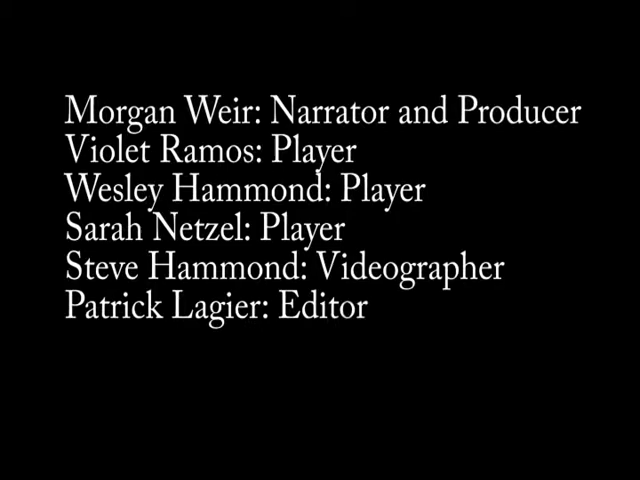 Morgan Weir: Narrator and Producer
Violet Ramos: Player
Wesley Hammond: Player
Sarah Netzel: Player
Steve Hammond: Videographer
Patrick Lagier: Editor